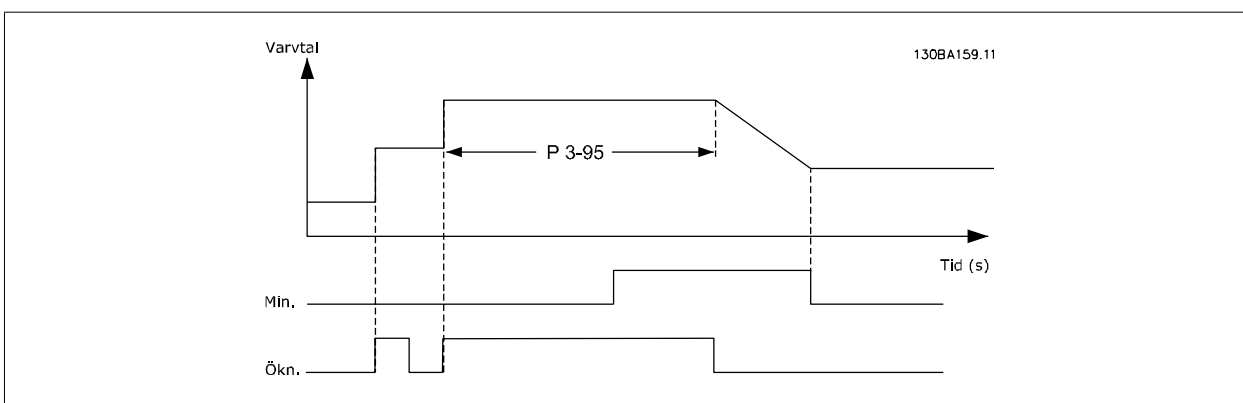 Varvtal
130BA159.11
P 3-95
Tid (s)
Min.
Ökn.